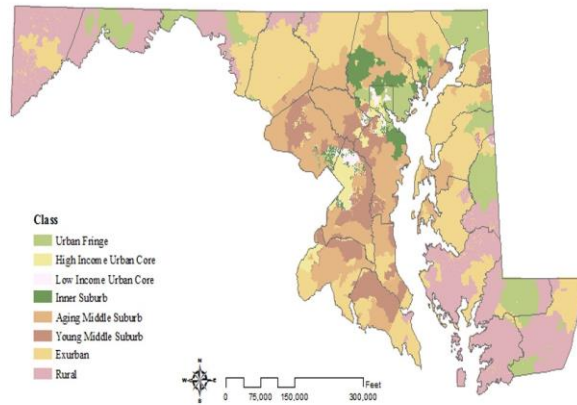 Class
Urban Fringe
High Income Urban Core
Low Income Urban Core
Inner Suburb
Aging Middle Suburb
Young Middle Suburb
Exurban
Rural
N
W E
S
Feet
0 75,000 150,000 300,000